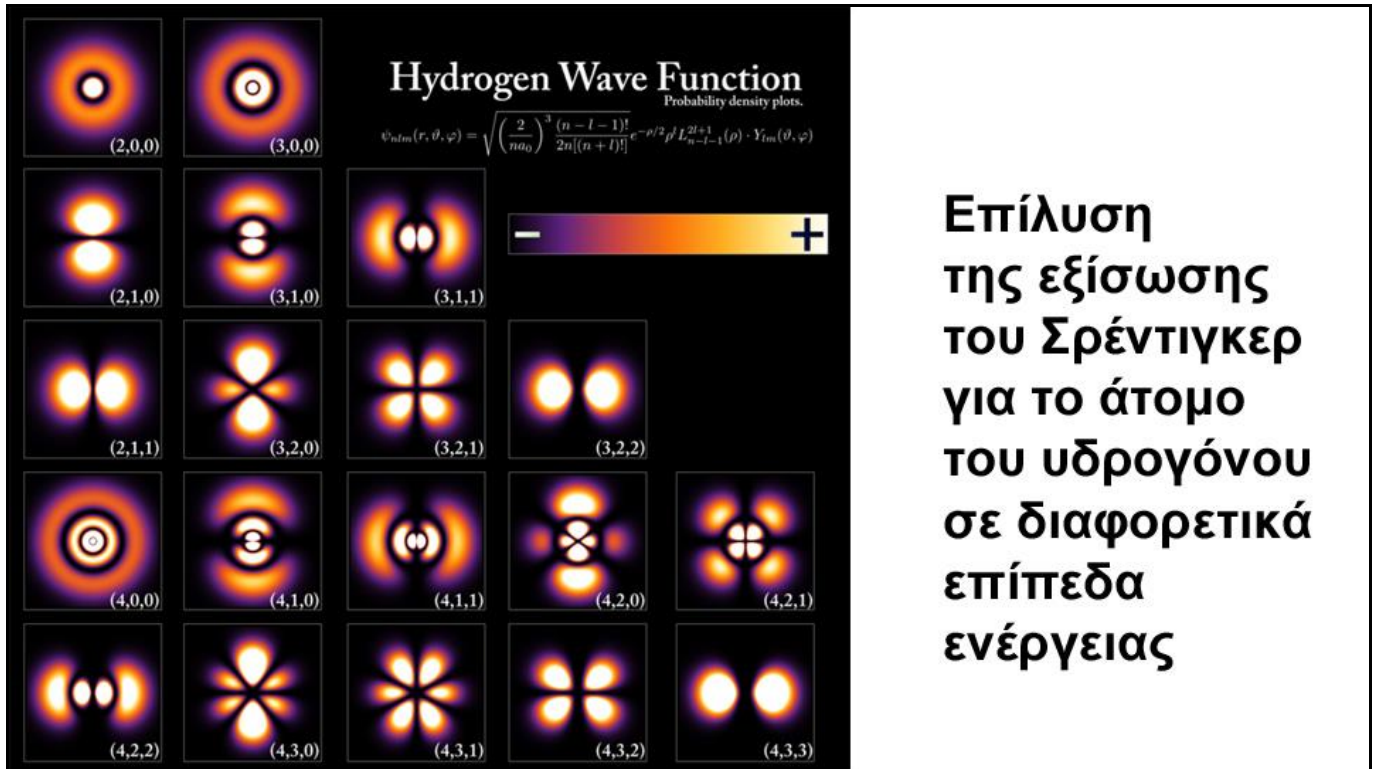 Hydrogen Wave Function
Probability density plots.
ψnlm(r, ϑ, φ) = √((2/na₀)³ (n − l − 1)!/2n[(n + l)!]) e^−ρ/2 ρ^l L^2l+1_n−l−1(ρ) · Ylm(ϑ, φ)
(2,0,0) (3,0,0)
− +
(2,1,0) (3,1,0) (3,1,1)
(2,1,1) (3,2,0) (3,2,1) (3,2,2)
(4,0,0) (4,1,0) (4,1,1) (4,2,0) (4,2,1)
(4,2,2) (4,3,0) (4,3,1) (4,3,2) (4,3,3)
Επίλυση
της εξίσωσης
του Σρέντιγκερ
για το άτομο
του υδρογόνου
σε διαφορετικά
επίπεδα
ενέργειας